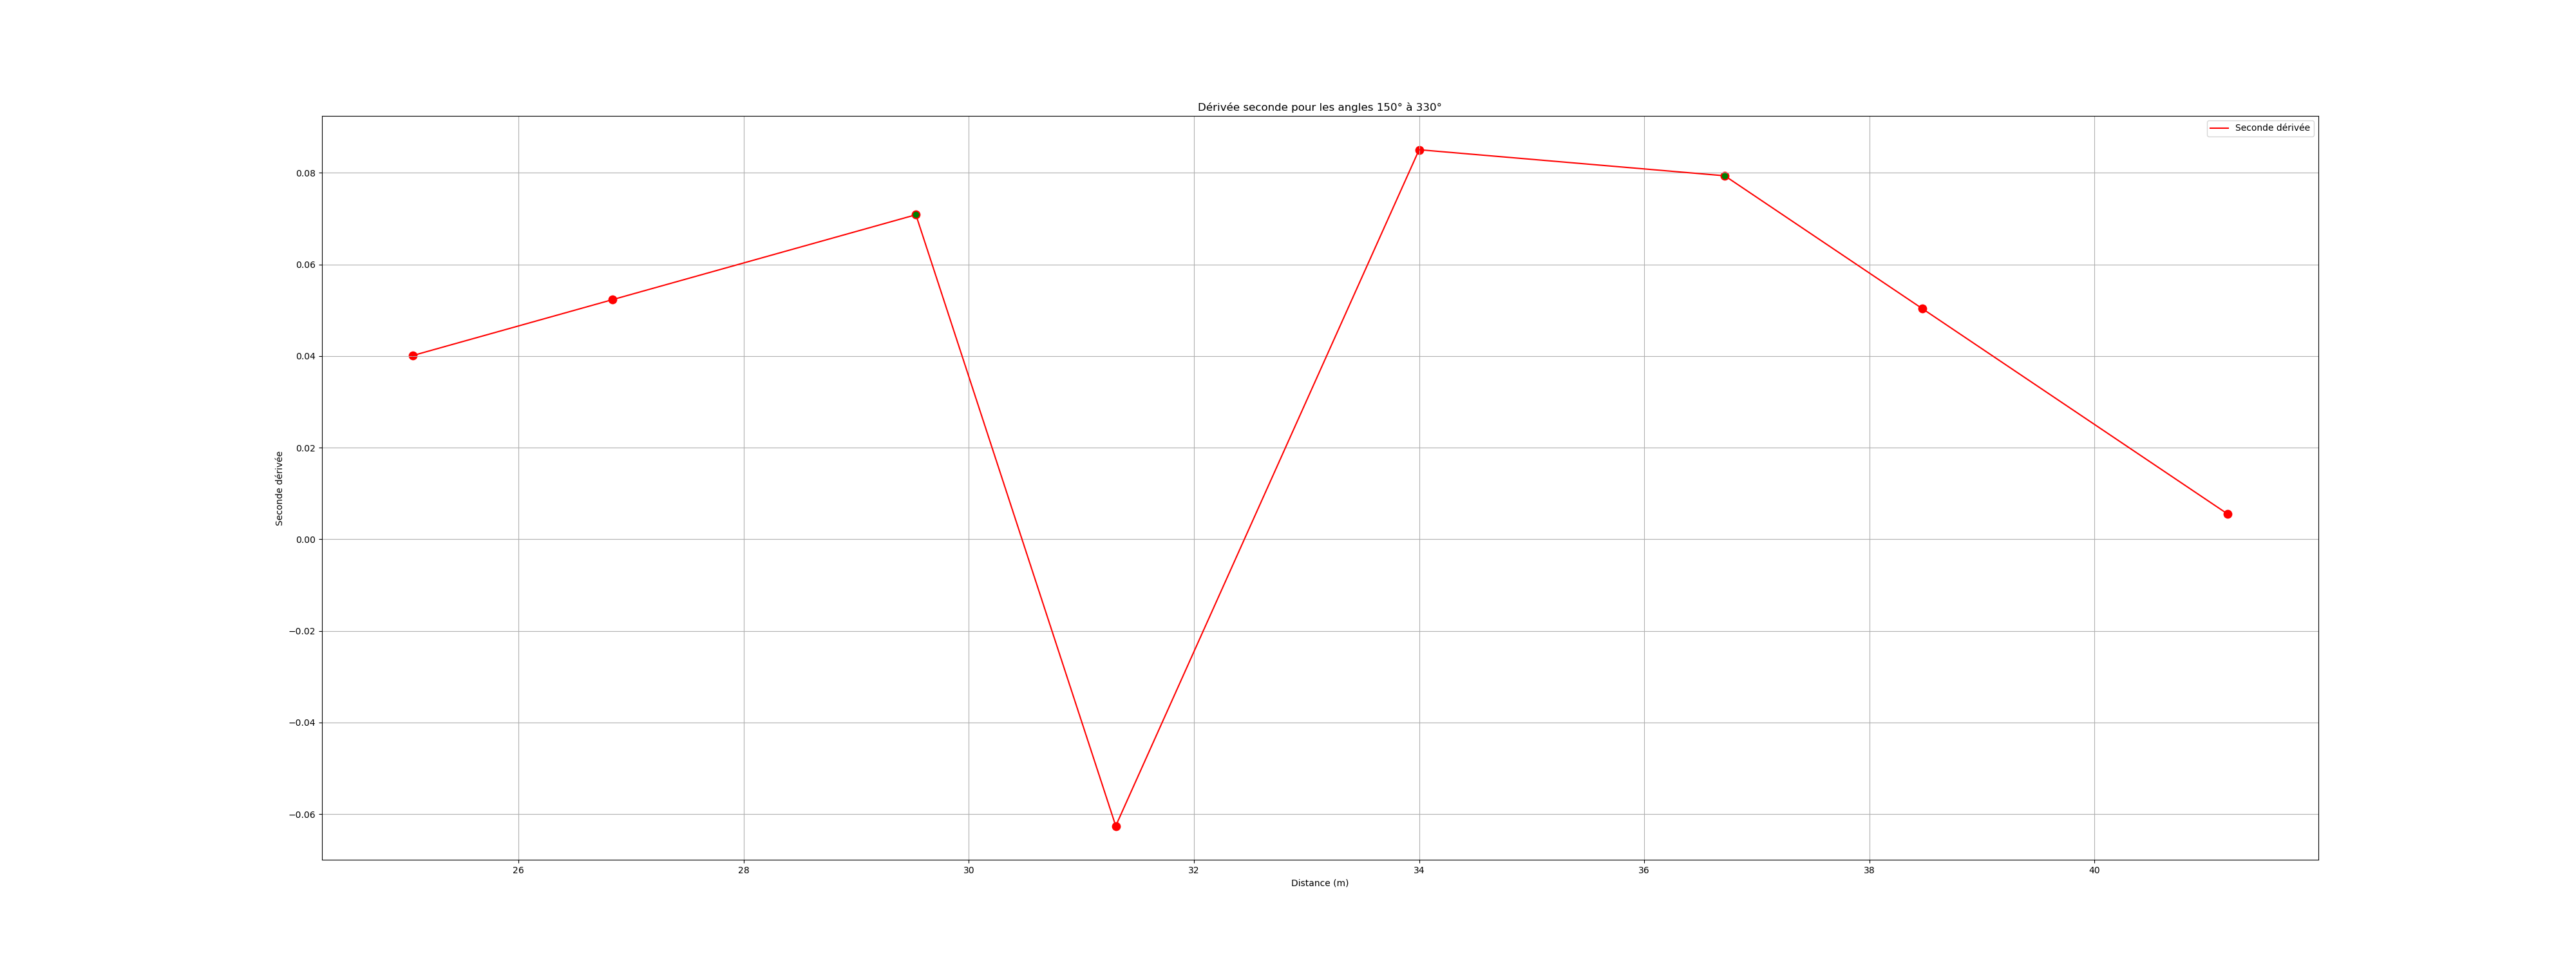 Dérivée seconde pour les angles 150° à 330°
Seconde dérivée
0.08
0.06
0.04
0.02
0.00
−0.02
−0.04
−0.06
Seconde dérivée
26 28 30 32 34 36 38 40
Distance (m)